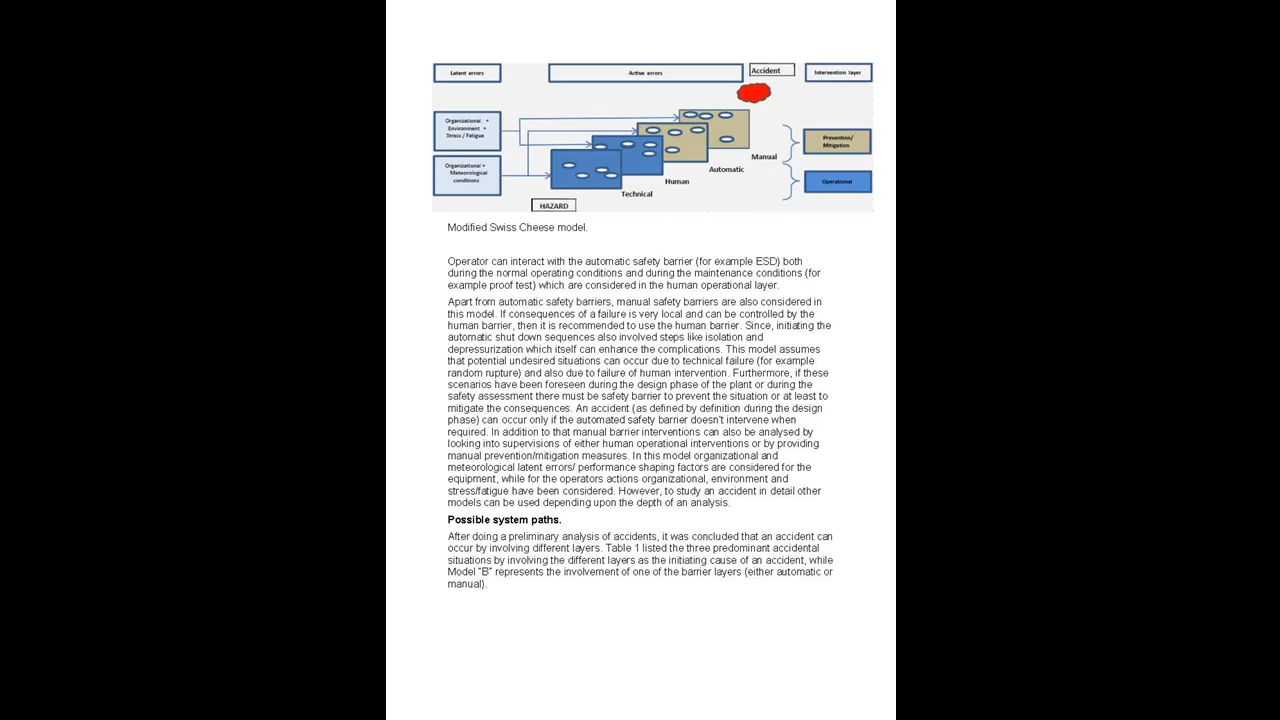 Latent errors
Active errors
Accident
Intervention layer
Organizational +
Environment +
Stress / Fatigue
Organizational +
Meteorological
conditions
Prevention/
Mitigation
Manual
Automatic
Operational
Human
Technical
HAZARD
Modified Swiss Cheese model.
Operator can interact with the automatic safety barrier (for example ESD) both
during the normal operating conditions and during the maintenance conditions (for
example proof test) which are considered in the human operational layer.
Apart from automatic safety barriers, manual safety barriers are also considered in
this model. If consequences of a failure is very local and can be controlled by the
human barrier, then it is recommended to use the human barrier. Since, initiating the
automatic shut down sequences also involved steps like isolation and
depressurization which itself can enhance the complications. This model assumes
that potential undesired situations can occur due to technical failure (for example
random rupture) and also due to failure of human intervention. Furthermore, if these
scenarios have been foreseen during the design phase of the plant or during the
safety assessment there must be safety barrier to prevent the situation or at least to
mitigate the consequences. An accident (as defined by definition during the design
phase) can occur only if the automated safety barrier doesn't intervene when
required. In addition to that manual barrier interventions can also be analysed by
looking into supervisions of either human operational interventions or by providing
manual prevention/mitigation measures. In this model organizational and
meteorological latent errors/ performance shaping factors are considered for the
equipment, while for the operators actions organizational, environment and
stress/fatigue have been considered. However, to study an accident in detail other
models can be used depending upon the depth of an analysis.
Possible system paths.
After doing a preliminary analysis of accidents, it was concluded that an accident can
occur by involving different layers. Table 1 listed the three predominant accidental
situations by involving the different layers as the initiating cause of an accident, while
Model "B" represents the involvement of one of the barrier layers (either automatic or
manual).